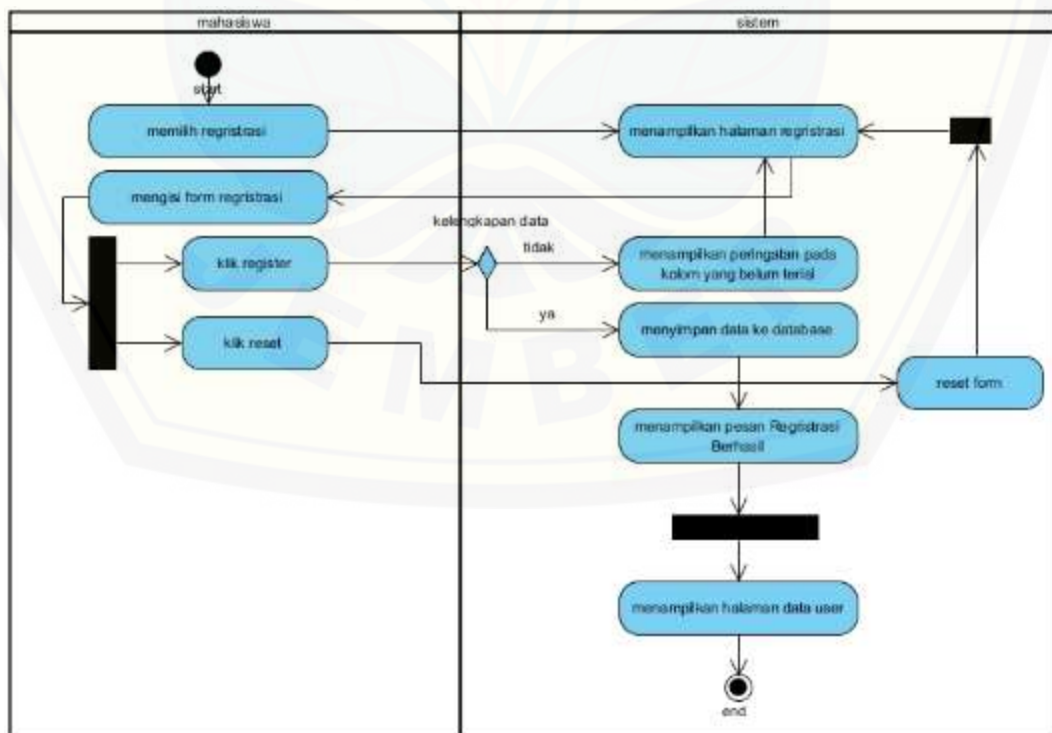 mahasiswa
sistem
start
memilih regristrasi
menampilkan halaman regristrasi
mengisi form regristrasi
kelengkapan data
tidak
klik register
menampilkan peringatan pada
kolom yang belum terisi
ya
menyimpan data ke database
klik reset
reset form
menampilkan pesan Regristrasi
Berhasil
menampilkan halaman data user
end
EMBE